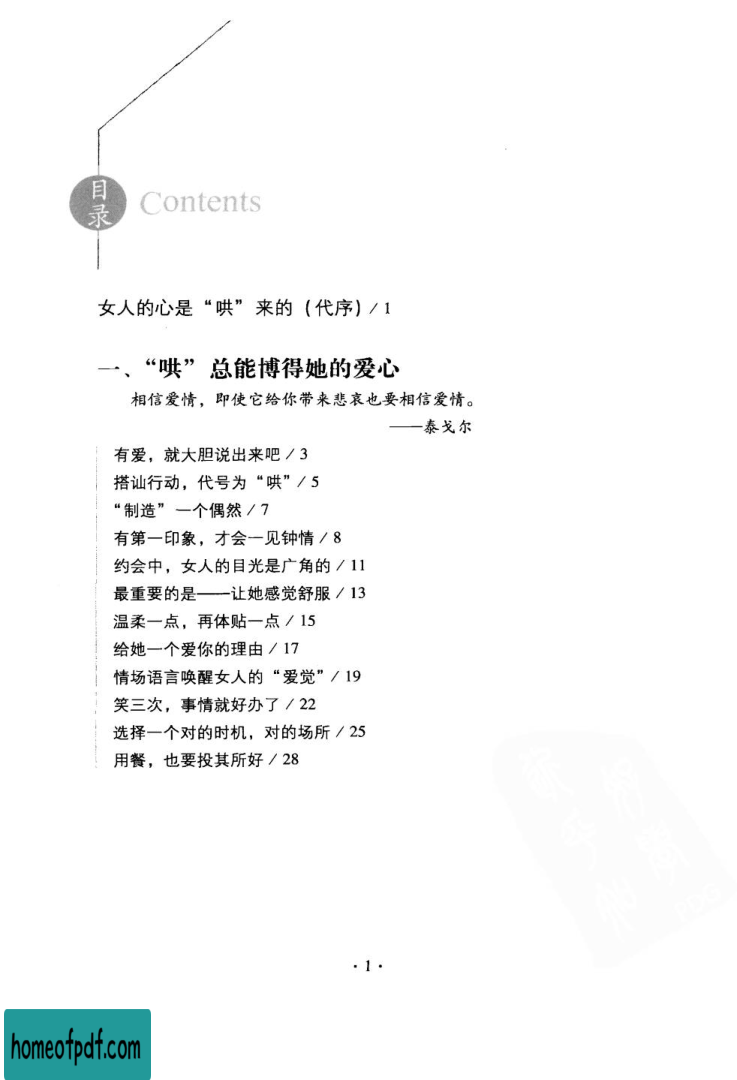 目录
Contents
女人的心是“哄”来的（代序）/ 1
一、“哄”总能博得她的爱心
相信爱情，即使它给你带来悲哀也要相信爱情。
——泰戈尔
有爱，就大胆说出来吧 / 3
搭讪行动，代号为“哄” / 5
“制造”一个偶然 / 7
有第一印象，才会一见钟情 / 8
约会中，女人的目光是广角的 / 11
最重要的是——让她感觉舒服 / 13
温柔一点，再体贴一点 / 15
给她一个爱你的理由 / 17
情场语言唤醒女人的“爱觉” / 19
笑三次，事情就好办了 / 22
选择一个对的时机，对的场所 / 25
用餐，也要投其所好 / 28
· 1 ·
homeofpdf.com